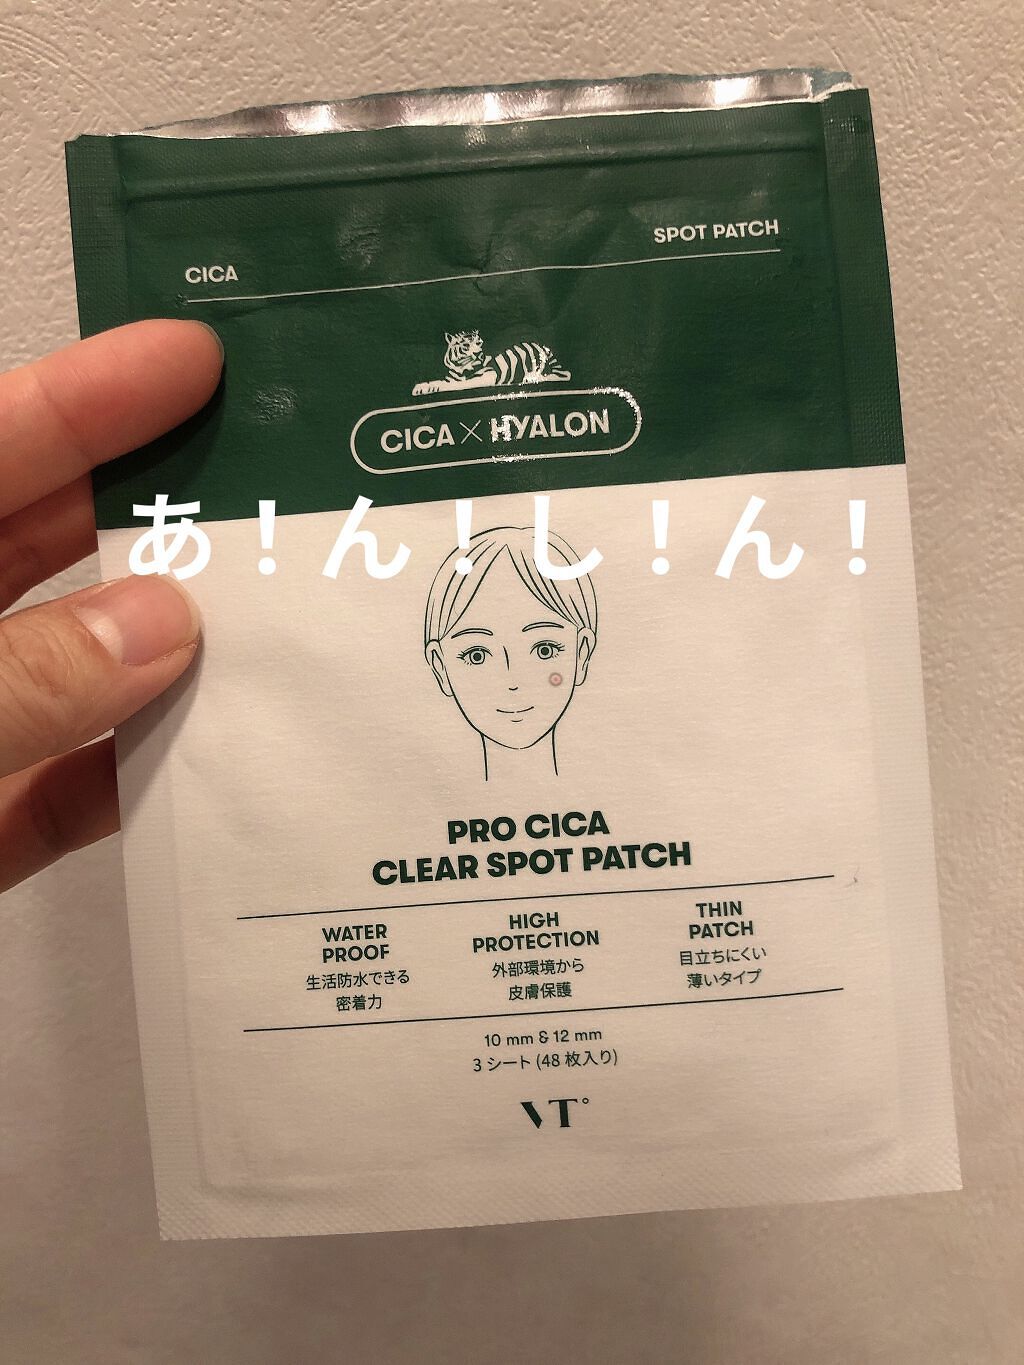 SPOT PATCH
CICA
CICA × HYALON
あ!ん!し!ん!
PRO CICA
CLEAR SPOT PATCH
WATER
PROOF
生活防水できる
密着力
HIGH
PROTECTION
外部環境から
皮膚保護
THIN
PATCH
目立ちにくい
薄いタイプ
10 mm & 12 mm
3 シート (48 枚入り)
VT°